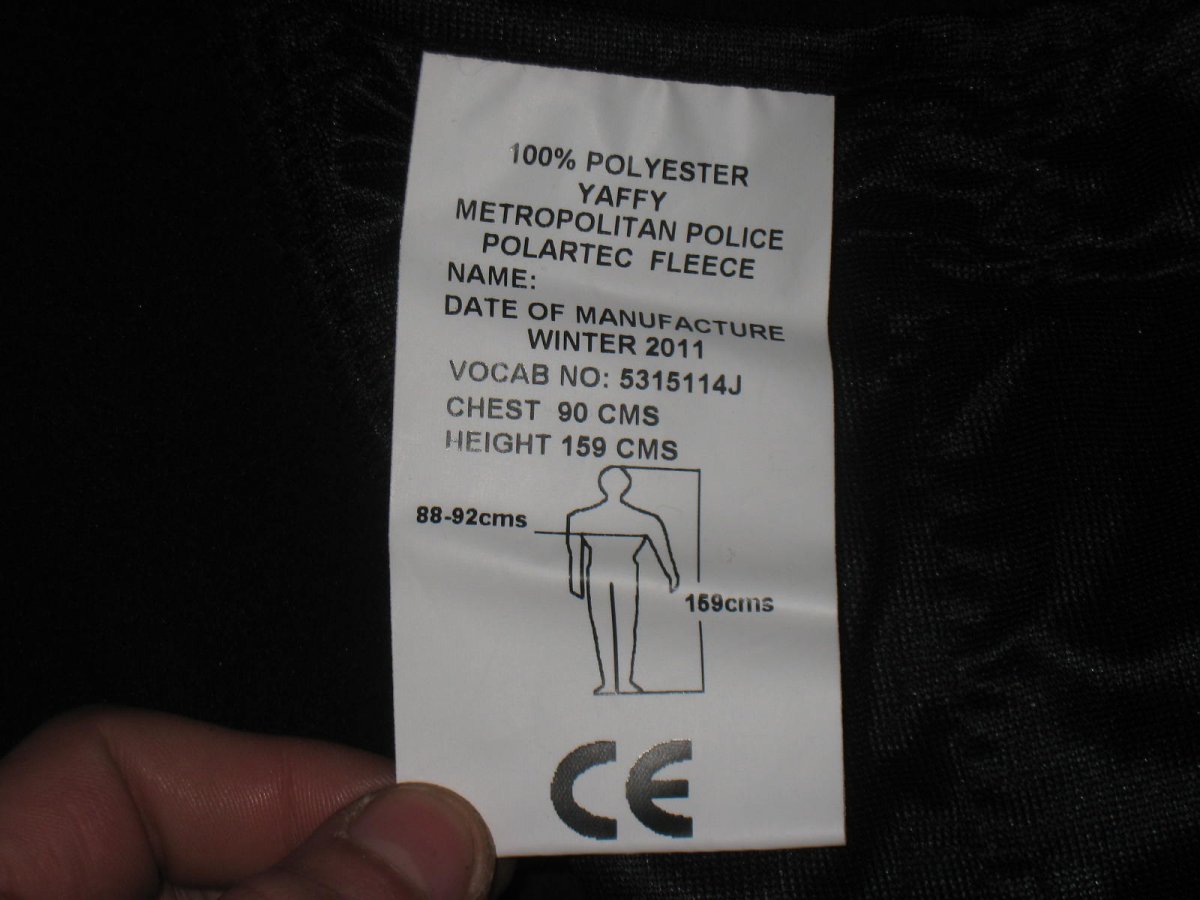 100% POLYESTER
YAFFY
METROPOLITAN POLICE
POLARTEC FLEECE
NAME:
DATE OF MANUFACTURE
WINTER 2011
VOCAB NO: 5315114J
CHEST 90 CMS
HEIGHT 159 CMS
88-92cms
159cms
CE